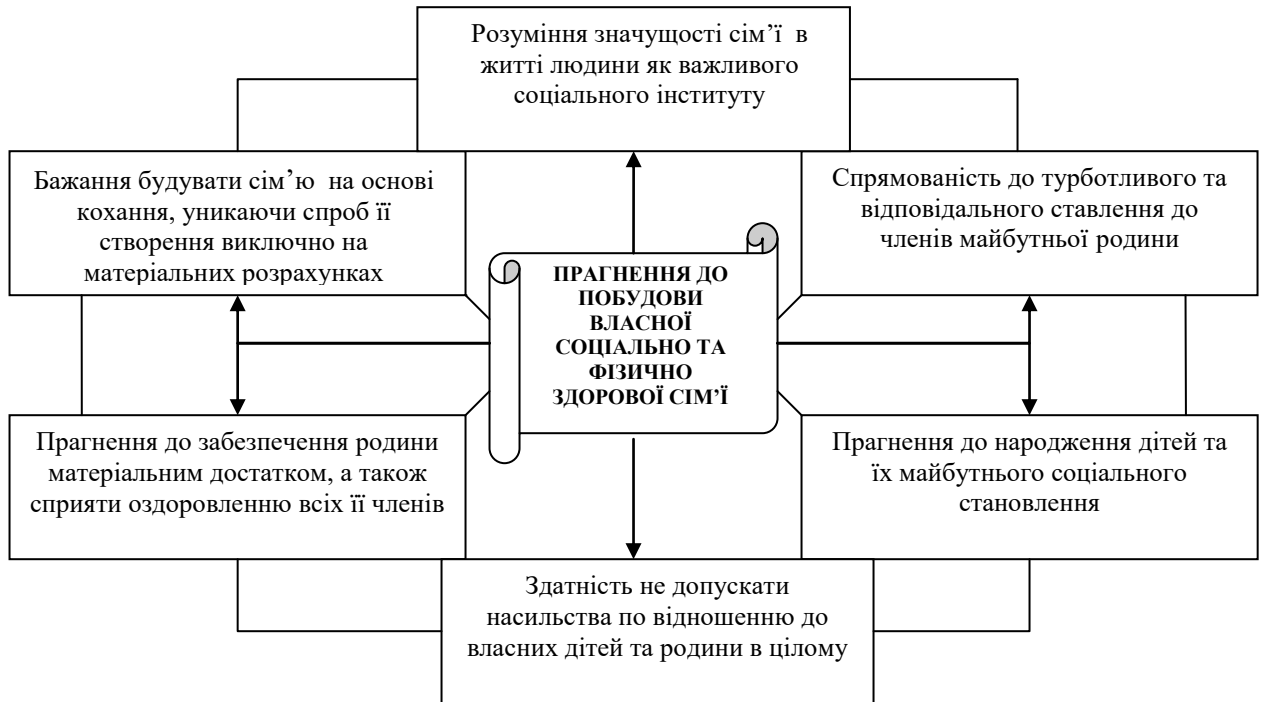 Розуміння значущості сім’ї в
житті людини як важливого
соціального інституту
Бажання будувати сім’ю на основі
кохання, уникаючи спроб її
створення виключно на
матеріальних розрахунках
Спрямованість до турботливого та
відповідального ставлення до
членів майбутньої родини
ПРАГНЕННЯ ДО
ПОБУДОВИ
ВЛАСНОЇ
СОЦІАЛЬНО ТА
ФІЗИЧНО
ЗДОРОВОЇ СІМ’Ї
Прагнення до забезпечення родини
матеріальним достатком, а також
сприяти оздоровленню всіх її членів
Прагнення до народження дітей та
їх майбутнього соціального
становлення
Здатність не допускати
насильства по відношенню до
власних дітей та родини в цілому